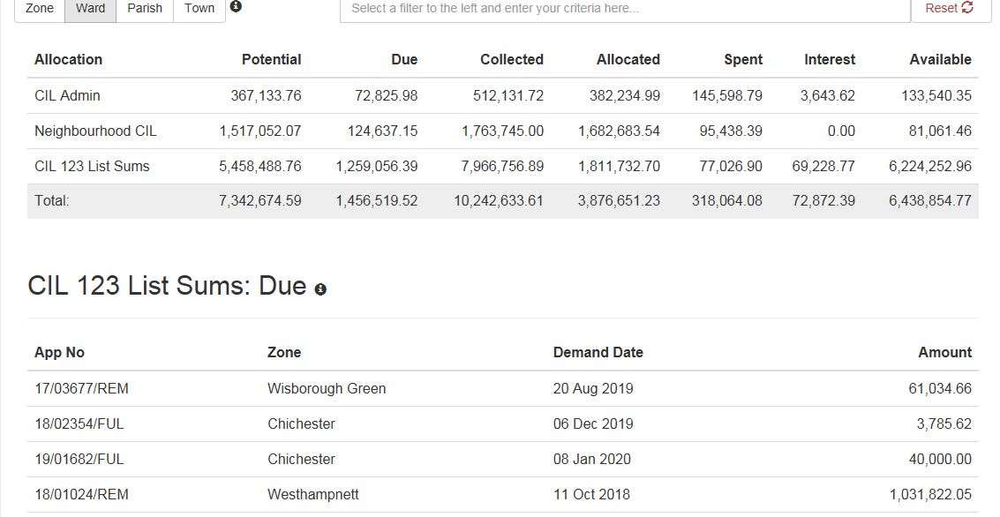 Zone Ward Parish Town Select a filter to the left and enter your criteria here... Reset
Allocation Potential Due Collected Allocated Spent Interest Available
CIL Admin 367,133.76 72,825.98 512,131.72 382,234.99 145,598.79 3,643.62 133,540.35
Neighbourhood CIL 1,517,052.07 124,637.15 1,763,745.00 1,682,683.54 95,438.39 0.00 81,061.46
CIL 123 List Sums 5,458,488.76 1,259,056.39 7,966,756.89 1,811,732.70 77,026.90 69,228.77 6,224,252.96
Total: 7,342,674.59 1,456,519.52 10,242,633.61 3,876,651.23 318,064.08 72,872.39 6,438,854.77
CIL 123 List Sums: Due
App No Zone Demand Date Amount
17/03677/REM Wisborough Green 20 Aug 2019 61,034.66
18/02354/FUL Chichester 06 Dec 2019 3,785.62
19/01682/FUL Chichester 08 Jan 2020 40,000.00
18/01024/REM Westhampnett 11 Oct 2018 1,031,822.05